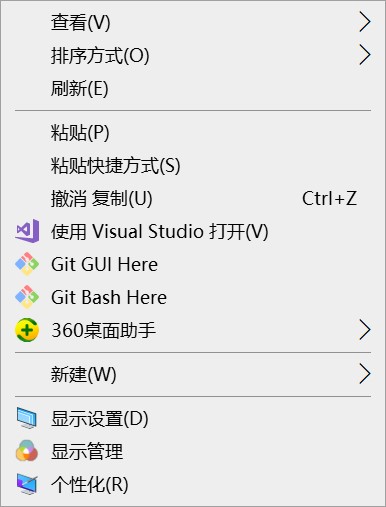 查看(V)
排序方式(O)
刷新(E)
粘贴(P)
粘贴快捷方式(S)
撤消 复制(U) Ctrl+Z
使用 Visual Studio 打开(V)
Git GUI Here
Git Bash Here
360桌面助手
新建(W)
显示设置(D)
显示管理
个性化(R)